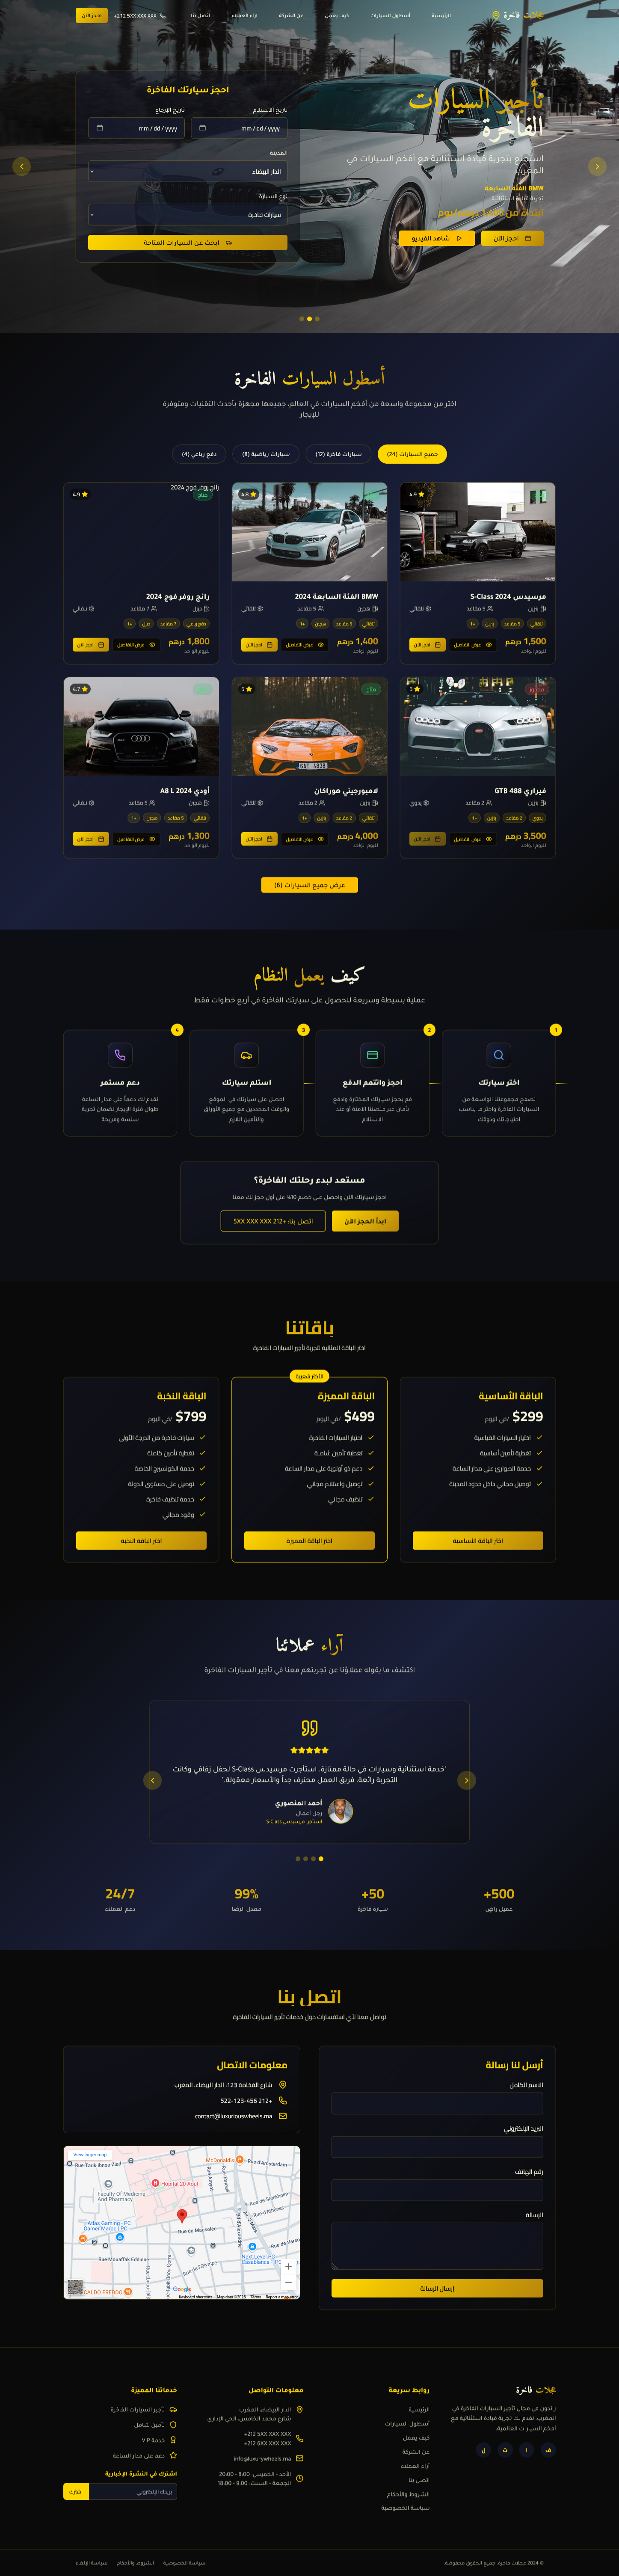 عجلات فاخرة
الرئيسية
أسطول السيارات
كيف يعمل
عن الشركة
آراء العملاء
اتصل بنا
+212 5XX XXX XXX
احجز الآن
تأجير السيارات
الفاخرة
استمتع بتجربة قيادة استثنائية مع أفخم السيارات في
المغرب
BMW الفئة السابعة
تجربة قيادة استثنائية
احجز الآن
شاهد الفيديو
احجز سيارتك الفاخرة
تاريخ الاستلام
تاريخ الإرجاع
mm / dd / yyyy
mm / dd / yyyy
المدينة
الدار البيضاء
نوع السيارة
سيارات فاخرة
ابحث عن السيارات المتاحة
أسطول السيارات الفاخرة
اختر من مجموعة واسعة من أفخم السيارات في العالم، جميعها مجهزة بأحدث التقنيات ومتوفرة
للإيجار
جميع السيارات (24)
سيارات فاخرة (12)
سيارات رياضية (8)
دفع رباعي (4)
4.9
مرسيدس S-Class 2024
بنزين
5 مقاعد
تلقائي
تلقائي
5 مقاعد
بنزين
+1
1,500 درهم
لليوم الواحد
عرض التفاصيل
احجز الآن
4.8
BMW الفئة السابعة 2024
هجين
5 مقاعد
تلقائي
تلقائي
5 مقاعد
هجين
+1
1,400 درهم
لليوم الواحد
عرض التفاصيل
احجز الآن
رانج روفر فوج 2024
متاح
4.9
رانج روفر فوج 2024
ديزل
7 مقاعد
تلقائي
دفع رباعي
7 مقاعد
ديزل
+1
1,800 درهم
لليوم الواحد
عرض التفاصيل
احجز الآن
محجوز
5
فيراري 488 GTB
بنزين
2 مقاعد
يدوي
يدوي
2 مقاعد
بنزين
+1
3,500 درهم
لليوم الواحد
عرض التفاصيل
احجز الآن
متاح
5
لامبورجيني هوراكان
بنزين
2 مقاعد
تلقائي
تلقائي
2 مقاعد
بنزين
+1
4,000 درهم
لليوم الواحد
عرض التفاصيل
احجز الآن
4.7
أودي A8 L 2024
هجين
5 مقاعد
تلقائي
تلقائي
5 مقاعد
هجين
+1
1,300 درهم
لليوم الواحد
عرض التفاصيل
احجز الآن
عرض جميع السيارات (6)
كيف يعمل النظام
عملية بسيطة وسريعة للحصول على سيارتك الفاخرة في أربع خطوات فقط
1
اختر سيارتك
تصفح مجموعتنا الواسعة من
السيارات الفاخرة واختر ما يناسب
احتياجاتك وذوقك
2
احجز واتتمم الدفع
قم بحجز سيارتك المختارة وادفع
بأمان عبر منصتنا الآمنة أو عند
الاستلام
3
استلم سيارتك
احصل على سيارتك في الموقع
والوقت المحددين مع جميع الأوراق
والتأمين اللازم
4
دعم مستمر
نقدم لك دعماً على مدار الساعة
طوال فترة الإيجار لضمان تجربة
سلسة ومريحة
مستعد لبدء رحلتك الفاخرة؟
احجز سيارتك الآن واحصل على خصم 10% على أول حجز لك معنا
ابدأ الحجز الآن
اتصل بنا: +212 5XX XXX XXX
باقاتنا
اختر الباقة المثالية لتجربة تأجير السيارات الفاخرة
الباقة الأساسية
$299 /في اليوم
اختيار السيارات القياسية
تغطية تأمين أساسية
خدمة الطوارئ على مدار الساعة
توصيل مجاني داخل حدود المدينة
اختر الباقة الأساسية
الأكثر شعبية
الباقة المميزة
$499 /في اليوم
اختيار السيارات الفاخرة
تغطية تأمين شاملة
دعم ذو أولوية على مدار الساعة
توصيل واستلام مجاني
تنظيف مجاني
اختر الباقة المميزة
الباقة النخبة
$799 /في اليوم
سيارات فاخرة من الدرجة الأولى
تغطية تأمين كاملة
خدمة الكونسيرج الخاصة
توصيل على مستوى الدولة
خدمة تنظيف فاخرة
وقود مجاني
اختر الباقة النخبة
آراء عملائنا
اكتشف ما يقوله عملاؤنا عن تجربتهم معنا في تأجير السيارات الفاخرة
"خدمة استثنائية وسيارات في حالة ممتازة. استأجرت مرسيدس S-Class لحفل زفافي وكانت
التجربة رائعة. فريق العمل محترف جداً والأسعار معقولة."
أحمد المنصوري
رجل أعمال
استأجر: مرسيدس S-Class
500+
عميل راضٍ
50+
سيارة فاخرة
99%
معدل الرضا
24/7
دعم العملاء
اتصل بنا
تواصل معنا لأي استفسارات حول خدمات تأجير السيارات الفاخرة
أرسل لنا رسالة
الاسم الكامل
البريد الإلكتروني
رقم الهاتف
الرسالة
إرسال الرسالة
معلومات الاتصال
شارع الفخامة 123، الدار البيضاء، المغرب
+212 522-123-456
contact@luxuriouswheels.ma
View larger map
Rue Tarik Ibnou Ziad
McDonald's
Rue d'Amsterdam
Faculty Of Medicine
And Pharmacy
Hopital 20 Aout
Atlas Gaming - PC
Gamer Maroc | PC...
Rue du Mausolée
Rue Mouaffak Eddine
Rue de l'Olympe
Next Level PC
Casablanca - PC...
CALDO FREDDO
Google
Keyboard shortcuts
Map data ©2025
Terms
Report a map error
عجلات فاخرة
رائدون في مجال تأجير السيارات الفاخرة في
المغرب. نقدم لك تجربة قيادة استثنائية مع
أفخم السيارات العالمية.
ف
ا
ت
ل
روابط سريعة
الرئيسية
أسطول السيارات
كيف يعمل
عن الشركة
آراء العملاء
اتصل بنا
الشروط والأحكام
سياسة الخصوصية
معلومات التواصل
الدار البيضاء، المغرب
شارع محمد الخامس، الحي الإداري
+212 5XX XXX XXX
+212 6XX XXX XXX
info@luxurywheels.ma
الأحد - الخميس: 8:00 - 20:00
الجمعة - السبت: 9:00 - 18:00
خدماتنا المميزة
تأجير السيارات الفاخرة
تأمين شامل
خدمة VIP
دعم على مدار الساعة
اشترك في النشرة الإخبارية
بريدك الإلكتروني
اشترك
© 2024 عجلات فاخرة. جميع الحقوق محفوظة.
سياسة الخصوصية
الشروط والأحكام
سياسة الإلغاء